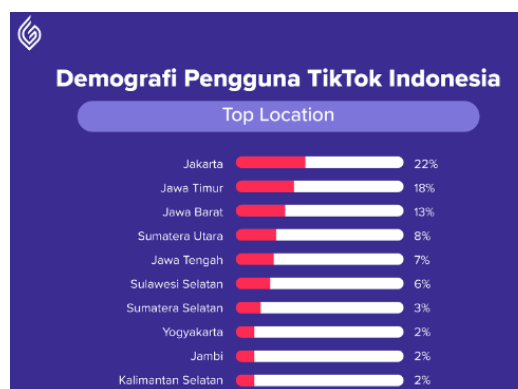 Demografi Pengguna TikTok Indonesia
Top Location
Jakarta 22%
Jawa Timur 18%
Jawa Barat 13%
Sumatera Utara 8%
Jawa Tengah 7%
Sulawesi Selatan 6%
Sumatera Selatan 3%
Yogyakarta 2%
Jambi 2%
Kalimantan Selatan 2%